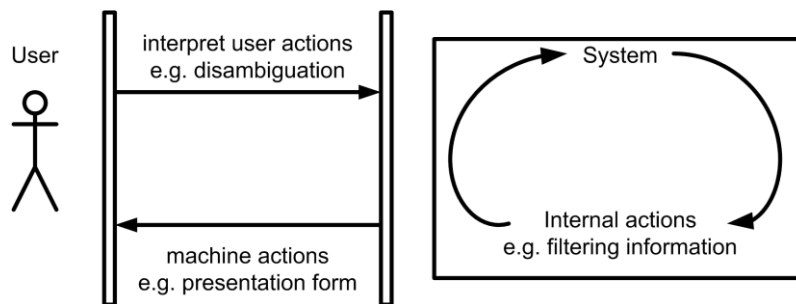 User
interpret user actions
e.g. disambiguation
machine actions
e.g. presentation form
System
Internal actions
e.g. filtering information